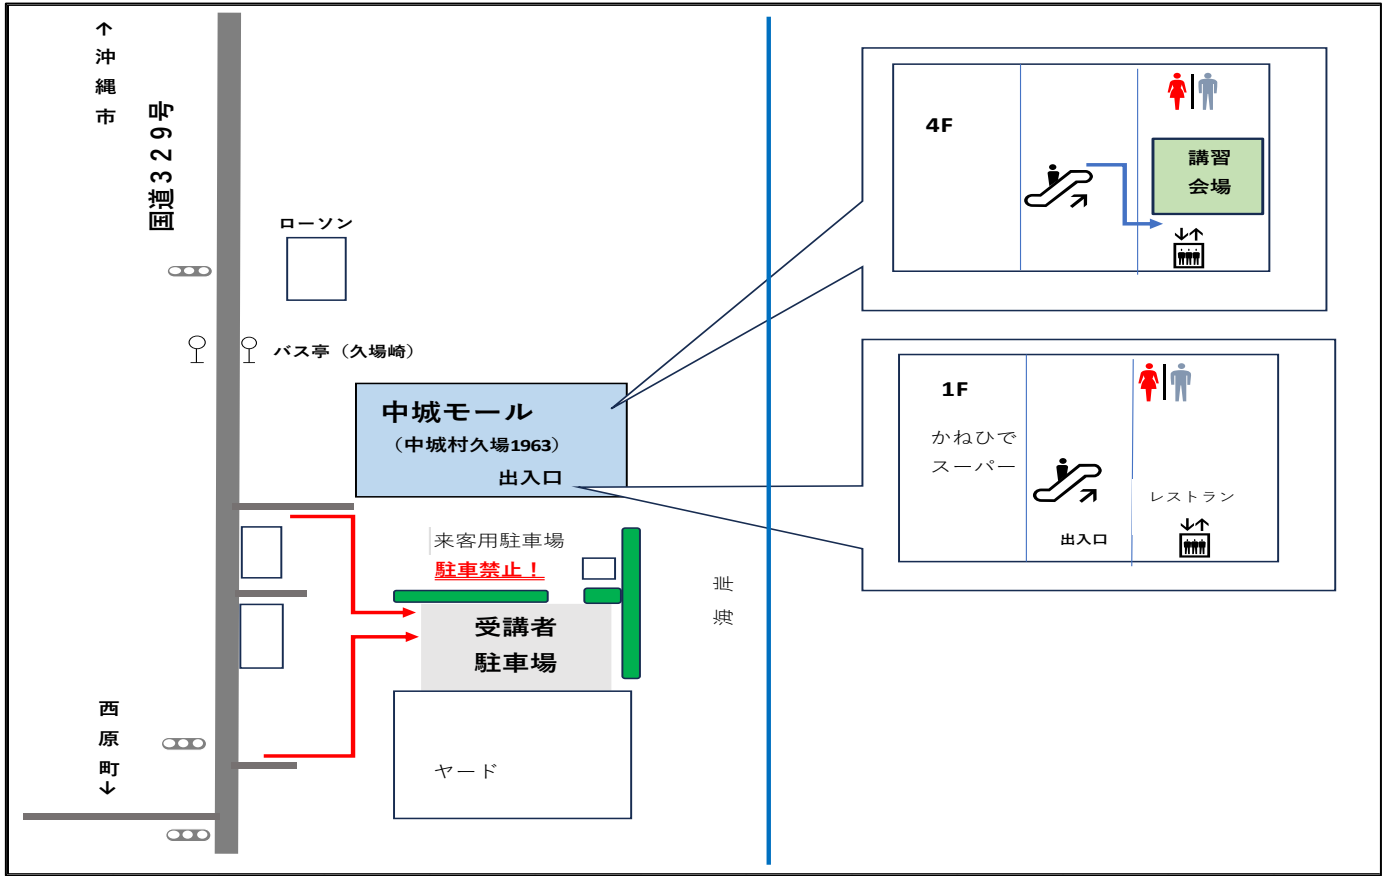 ↑
沖
縄
市
国道329号
ローソン
バス亭（久場崎）
中城モール
（中城村久場1963）
出入口
来客用駐車場
駐車禁止！
受講者
駐車場
ヤード
海岸
西
原
町
↓
4F
講習
会場
1F
かねひで
スーパー
レストラン
出入口